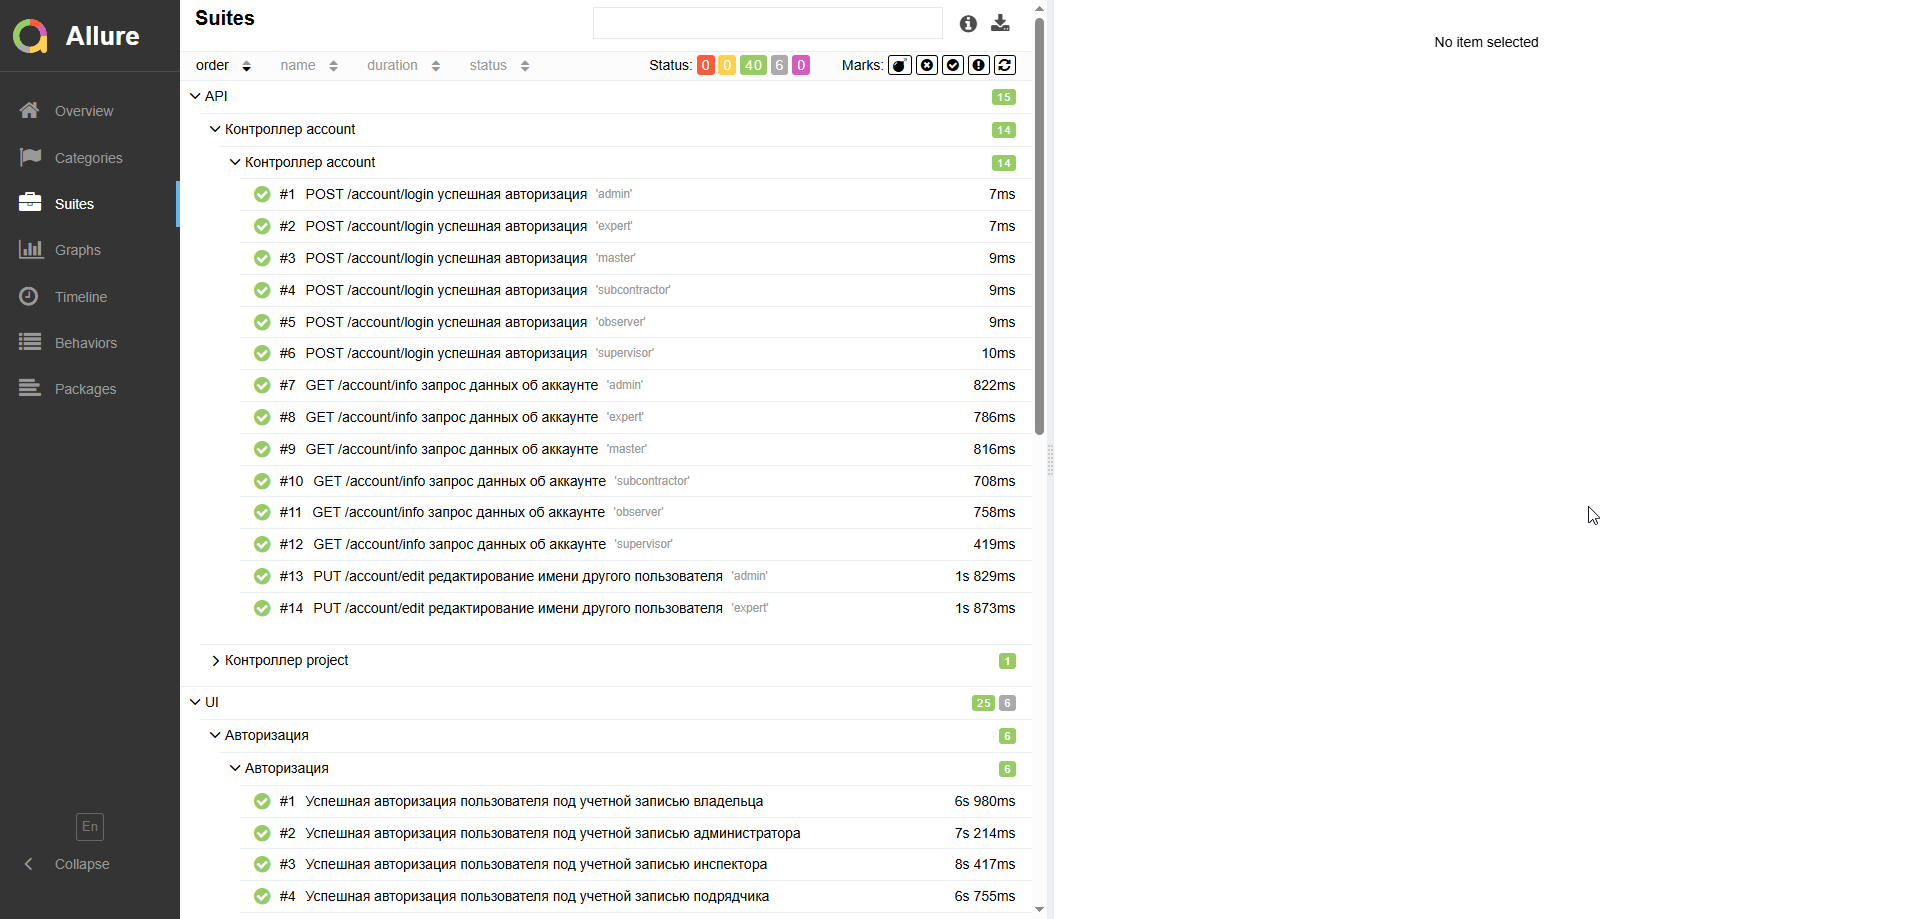 Allure
Overview
Categories
Suites
Graphs
Timeline
Behaviors
Packages
En
Collapse
Suites
order name duration status Status: 0 0 40 6 0 Marks:
API 15
Контроллер account 14
Контроллер account 14
#1 POST /account/login успешная авторизация 'admin' 7ms
#2 POST /account/login успешная авторизация 'expert' 7ms
#3 POST /account/login успешная авторизация 'master' 9ms
#4 POST /account/login успешная авторизация 'subcontractor' 9ms
#5 POST /account/login успешная авторизация 'observer' 9ms
#6 POST /account/login успешная авторизация 'supervisor' 10ms
#7 GET /account/info запрос данных об аккаунте 'admin' 822ms
#8 GET /account/info запрос данных об аккаунте 'expert' 786ms
#9 GET /account/info запрос данных об аккаунте 'master' 816ms
#10 GET /account/info запрос данных об аккаунте 'subcontractor' 708ms
#11 GET /account/info запрос данных об аккаунте 'observer' 758ms
#12 GET /account/info запрос данных об аккаунте 'supervisor' 419ms
#13 PUT /account/edit редактирование имени другого пользователя 'admin' 1s 829ms
#14 PUT /account/edit редактирование имени другого пользователя 'expert' 1s 873ms
Контроллер project 1
UI 25 6
Авторизация 6
Авторизация 6
#1 Успешная авторизация пользователя под учетной записью владельца 6s 980ms
#2 Успешная авторизация пользователя под учетной записью администратора 7s 214ms
#3 Успешная авторизация пользователя под учетной записью инспектора 8s 417ms
#4 Успешная авторизация пользователя под учетной записью подрядчика 6s 755ms
No item selected